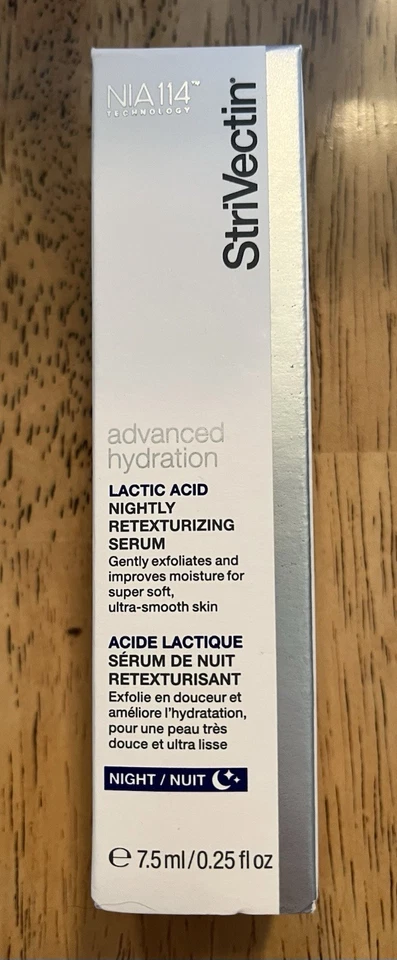 NIA114™
TECHNOLOGY
StriVectin®
advanced
hydration
LACTIC ACID
NIGHTLY
RETEXTURIZING
SERUM
Gently exfoliates and
improves moisture for
super soft,
ultra-smooth skin
ACIDE LACTIQUE
SÉRUM DE NUIT
RETEXTURISANT
Exfolie en douceur et
améliore l'hydratation,
pour une peau très
douce et ultra lisse
NIGHT / NUIT
℮ 7.5 ml / 0.25 fl oz